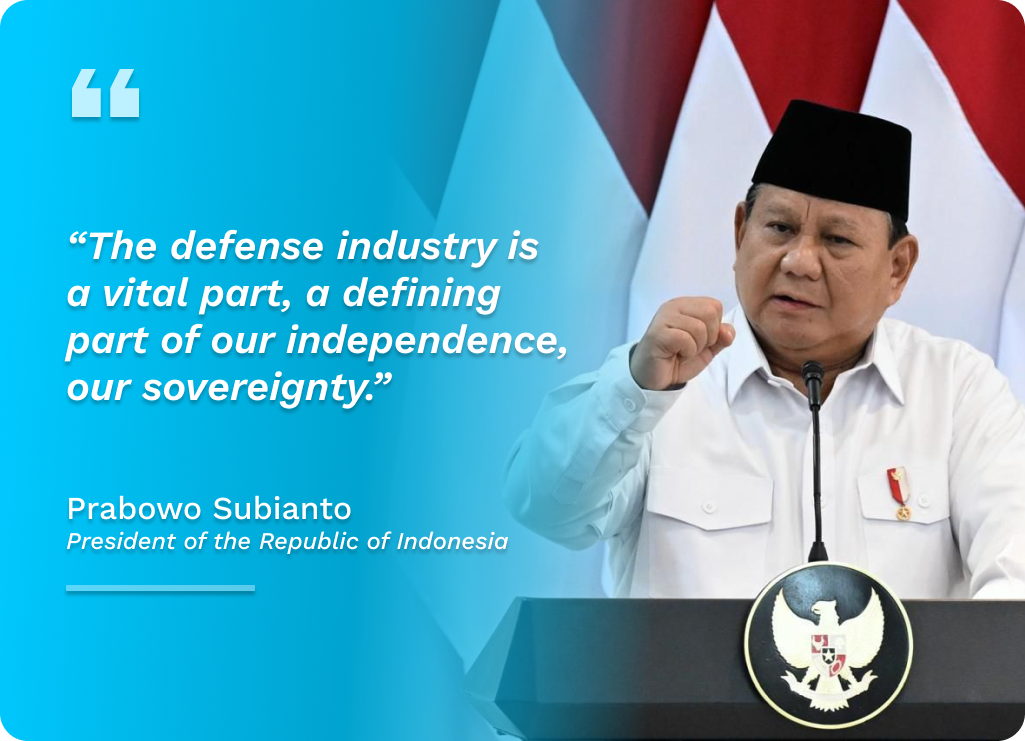 “The defense industry is
a vital part, a defining
part of our independence,
our sovereignty.”
Prabowo Subianto
President of the Republic of Indonesia